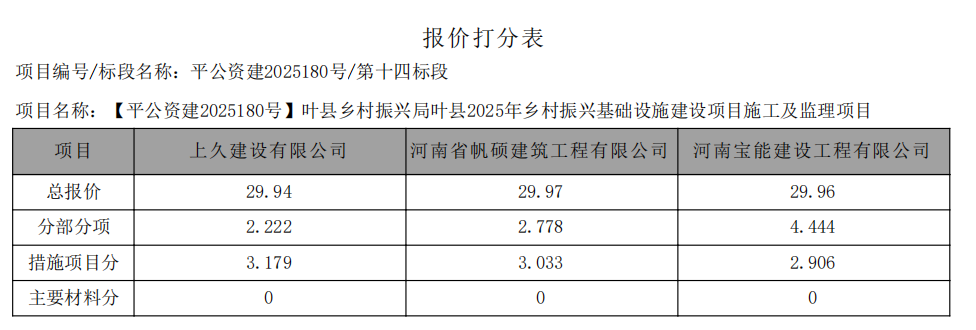 报价打分表
项目编号/标段名称：平公资建2025180号/第十四标段
项目名称：【平公资建2025180号】叶县乡村振兴局叶县2025年乡村振兴基础设施建设项目施工及监理项目
项目 上久建设有限公司 河南省帆硕建筑工程有限公司 河南宝能建设工程有限公司
总报价 29.94 29.97 29.96
分部分项 2.222 2.778 4.444
措施项目分 3.179 3.033 2.906
主要材料分 0 0 0